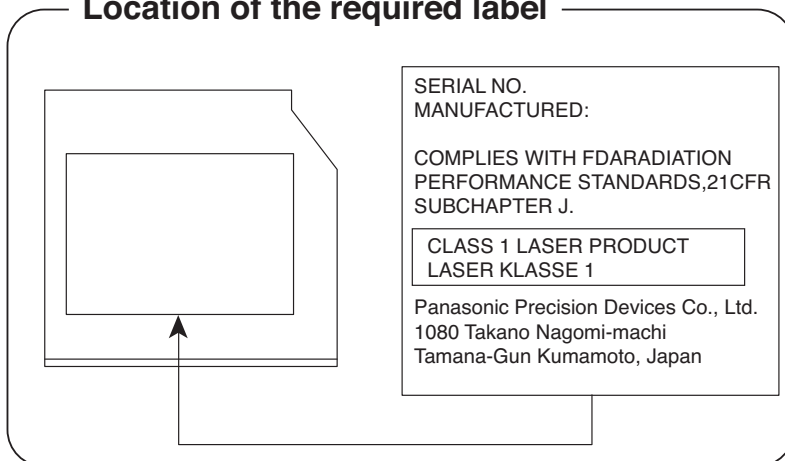 Location of the required label
SERIAL NO.
MANUFACTURED:
COMPLIES WITH FDARADIATION
PERFORMANCE STANDARDS,21CFR
SUBCHAPTER J.
CLASS 1 LASER PRODUCT
LASER KLASSE 1
Panasonic Precision Devices Co., Ltd.
1080 Takano Nagomi-machi
Tamana-Gun Kumamoto, Japan